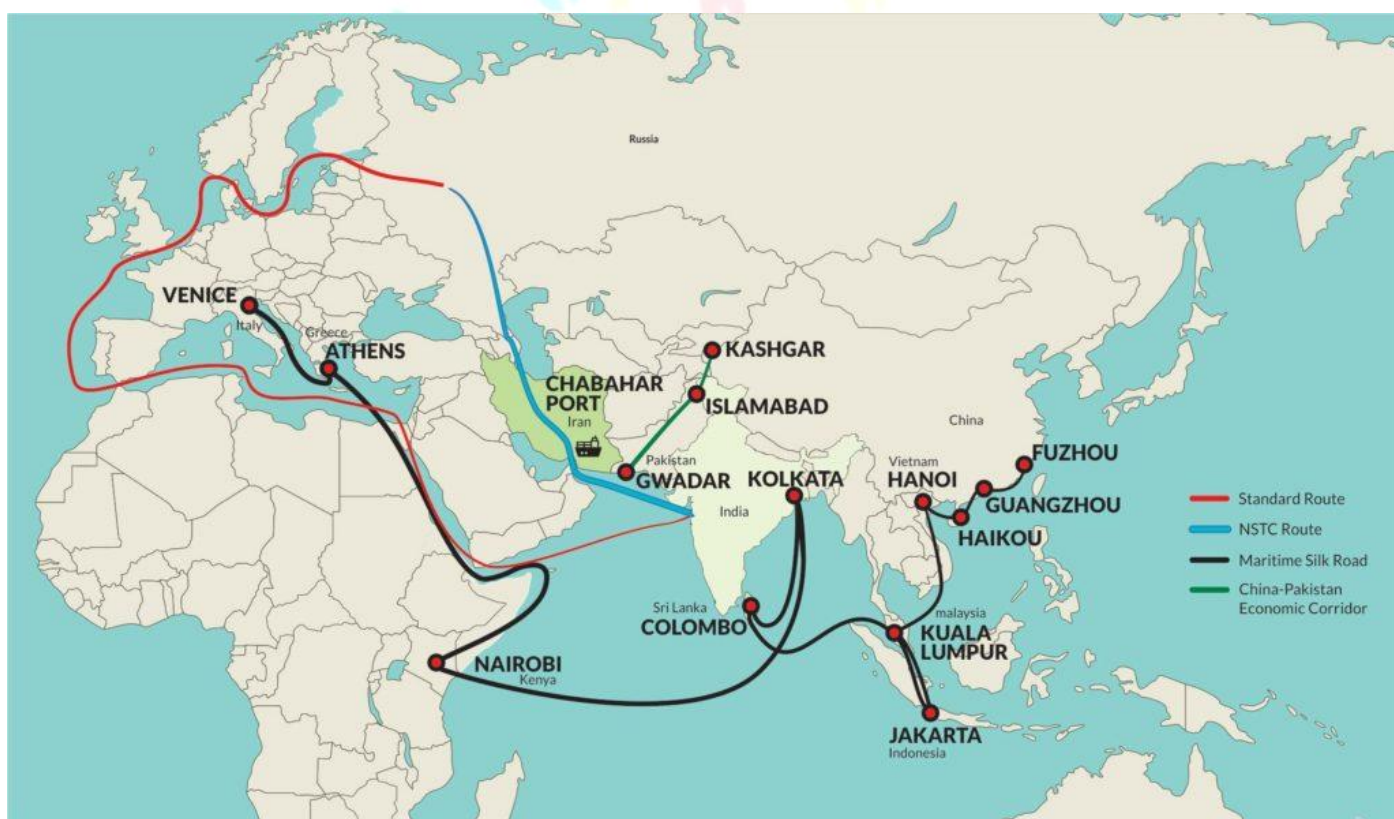 Russia
VENICE
Italy
Greece
ATHENS
CHABAHAR
PORT
Iran
KASHGAR
ISLAMABAD
Pakistan
GWADAR
KOLKATA
India
China
Vietnam
HANOI
FUZHOU
GUANGZHOU
HAIKOU
Sri Lanka
COLOMBO
malaysia
KUALA
LUMPUR
NAIROBI
Kenya
JAKARTA
Indonesia
Standard Route
NSTC Route
Maritime Silk Road
China-Pakistan
Economic Corridor